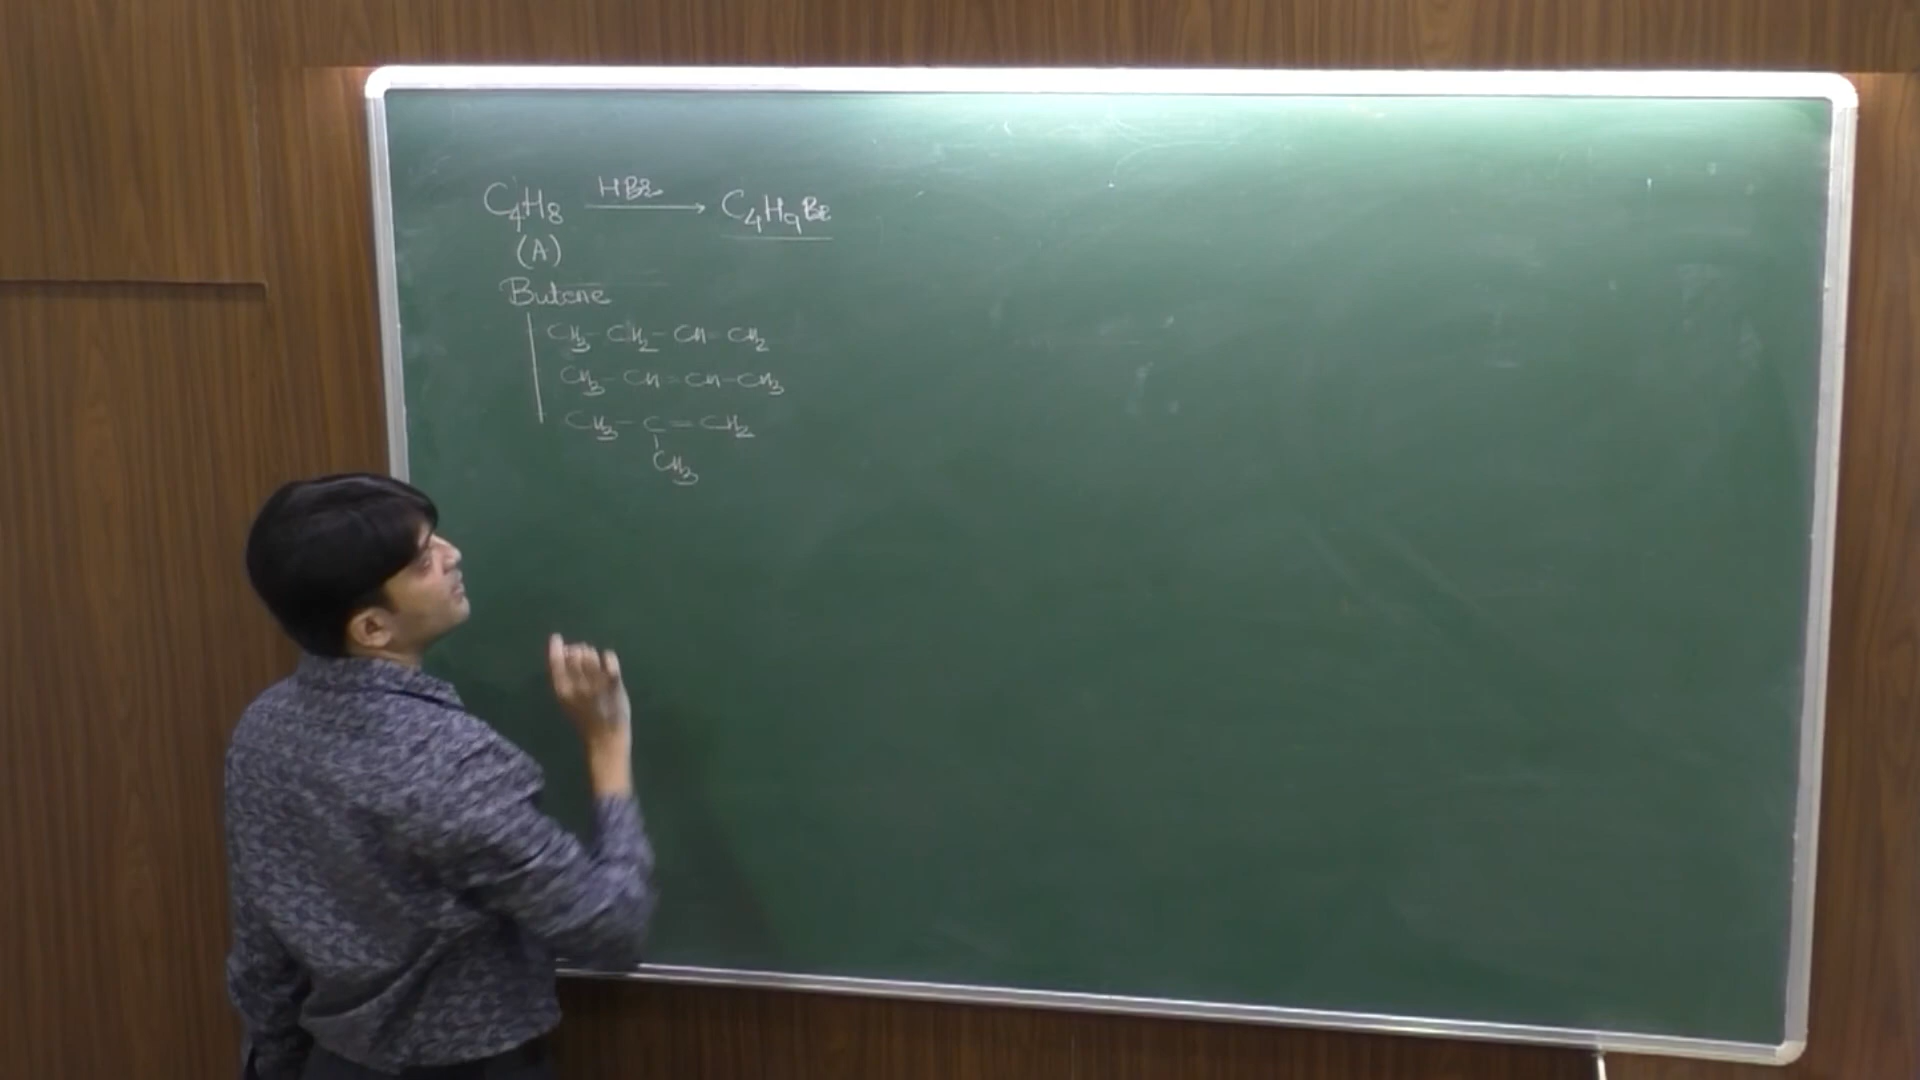 C₄H₈ —HBr→ C₄H₉Br
(A)
Butene
CH₃-CH₂-CH=CH₂
CH₃-CH=CH-CH₃
CH₃-C=CH₂
CH₃